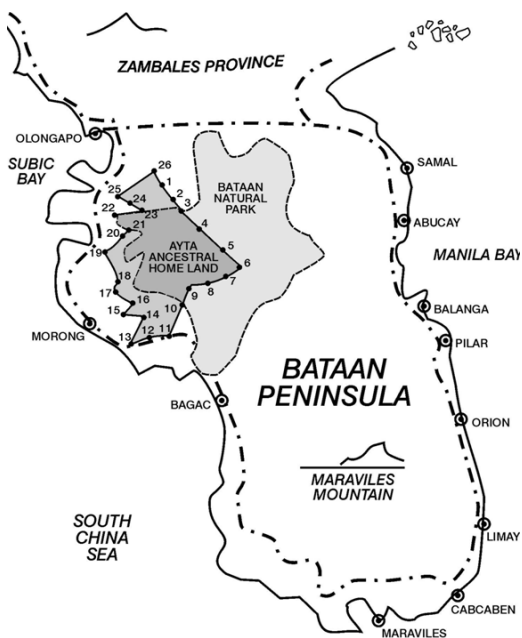 ZAMBALES PROVINCE
OLONGAPO
SUBIC
BAY
SAMAL
26
1
25
2
24
3
22
23
BATAAN
NATURAL
PARK
21
4
20
ABUCAY
19
5
AYTA
ANCESTRAL
HOME LAND
MANILA BAY
6
18
7
17
9
8
16
10
15
14
BALANGA
MORONG
13
12
11
PILAR
BATAAN
PENINSULA
BAGAC
ORION
MARAVILES
MOUNTAIN
SOUTH
CHINA
SEA
LIMAY
CABCABEN
MARAVILES